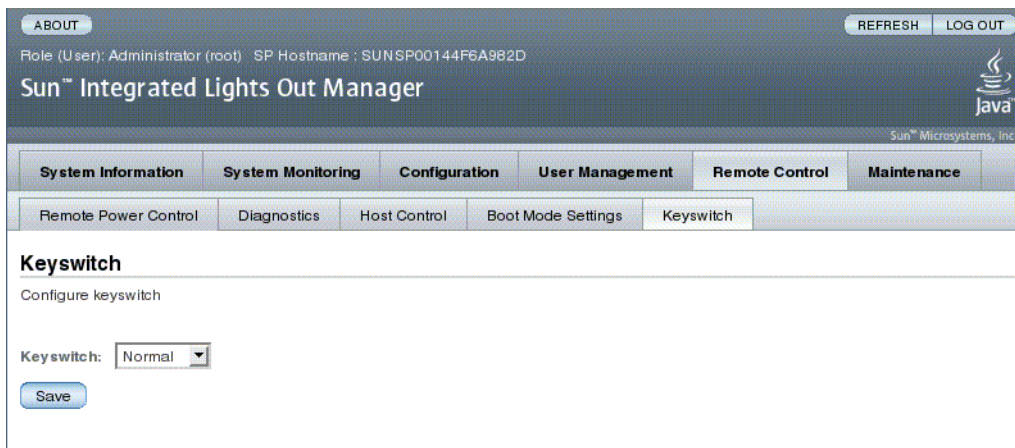 ABOUT REFRESH LOG OUT
Role (User): Administrator (root) SP Hostname : SUNSP00144F6A982D
Sun™ Integrated Lights Out Manager
Java™
Sun™ Microsystems, Inc
System Information System Monitoring Configuration User Management Remote Control Maintenance
Remote Power Control Diagnostics Host Control Boot Mode Settings Keyswitch
Keyswitch
Configure keyswitch
Keyswitch: Normal
Save